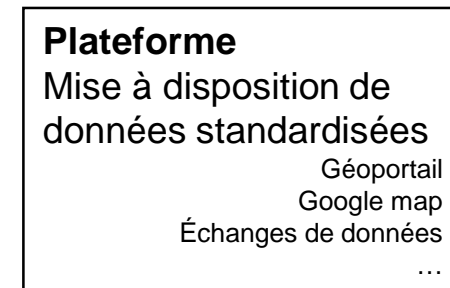 Plateforme
Mise à disposition de
données standardisées
Géoportail
Google map
Échanges de données
…